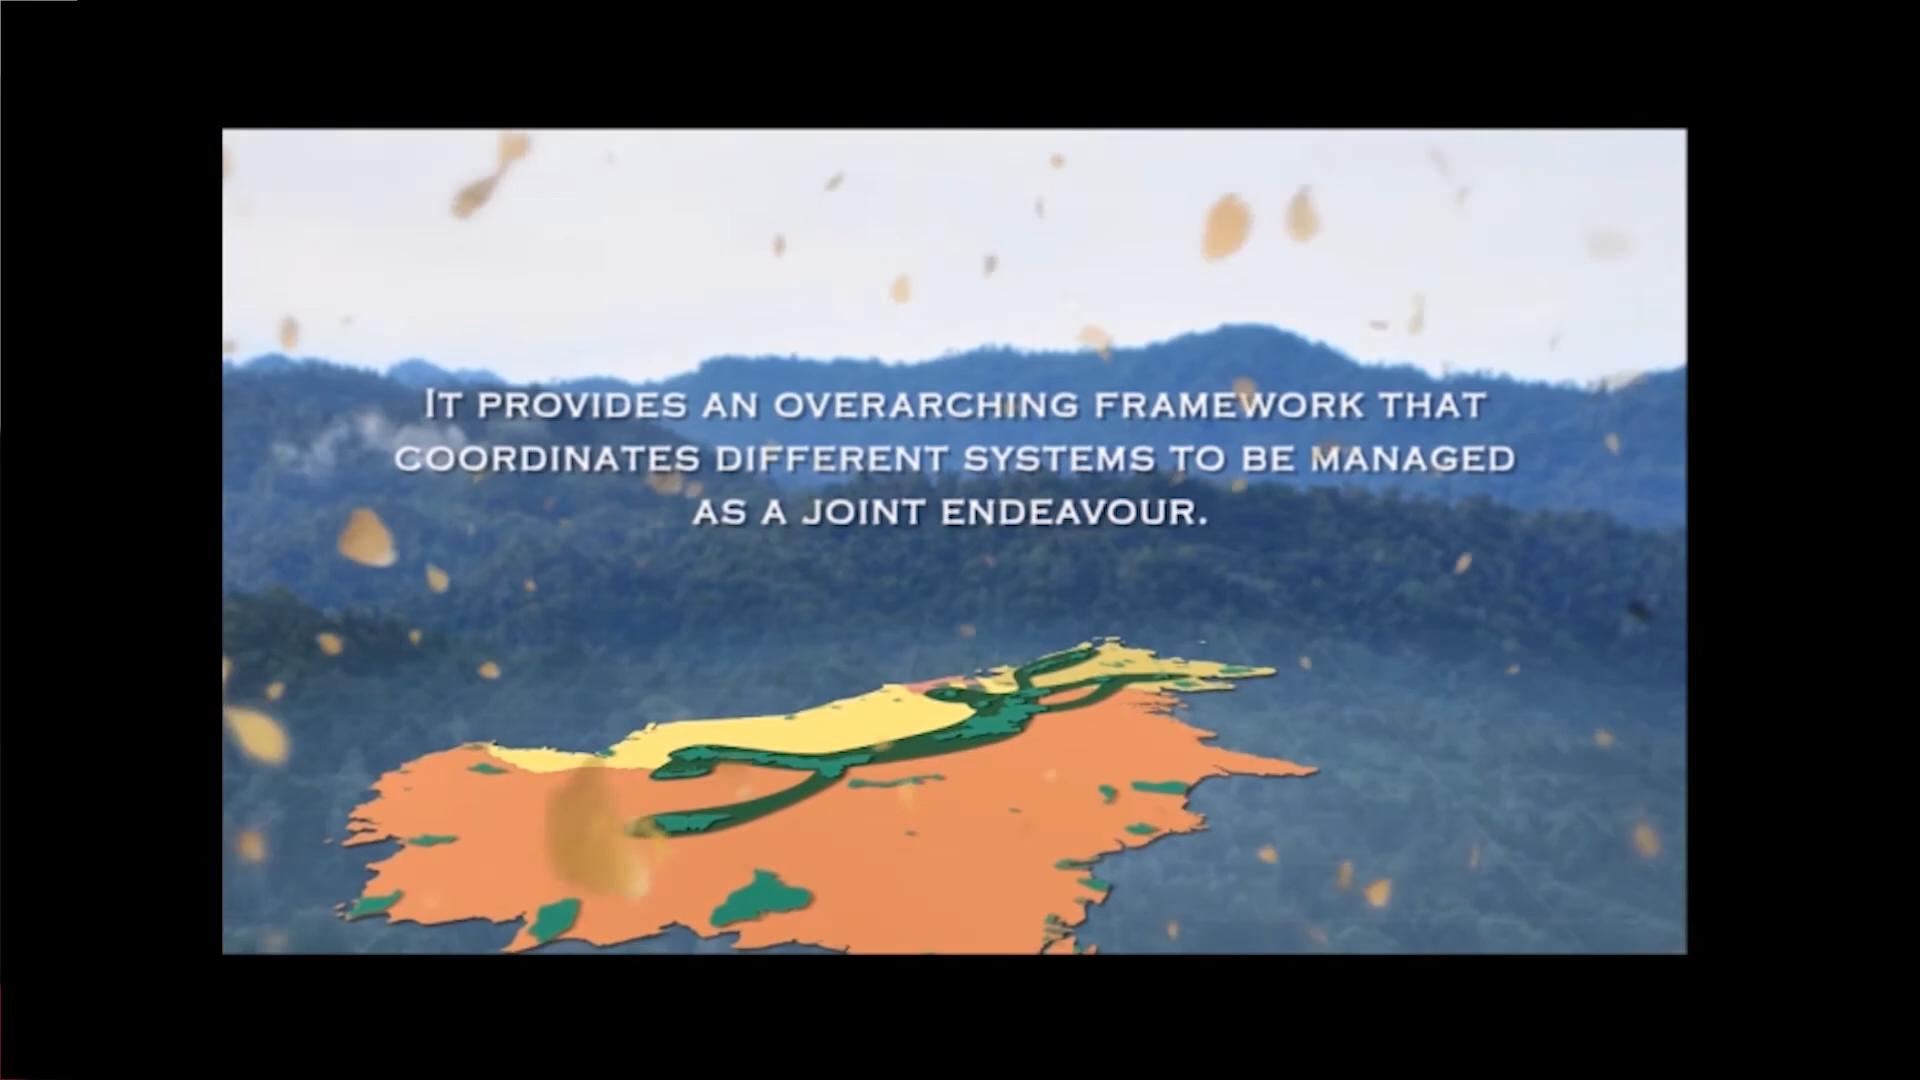 It provides an overarching framework that
coordinates different systems to be managed
as a joint endeavour.